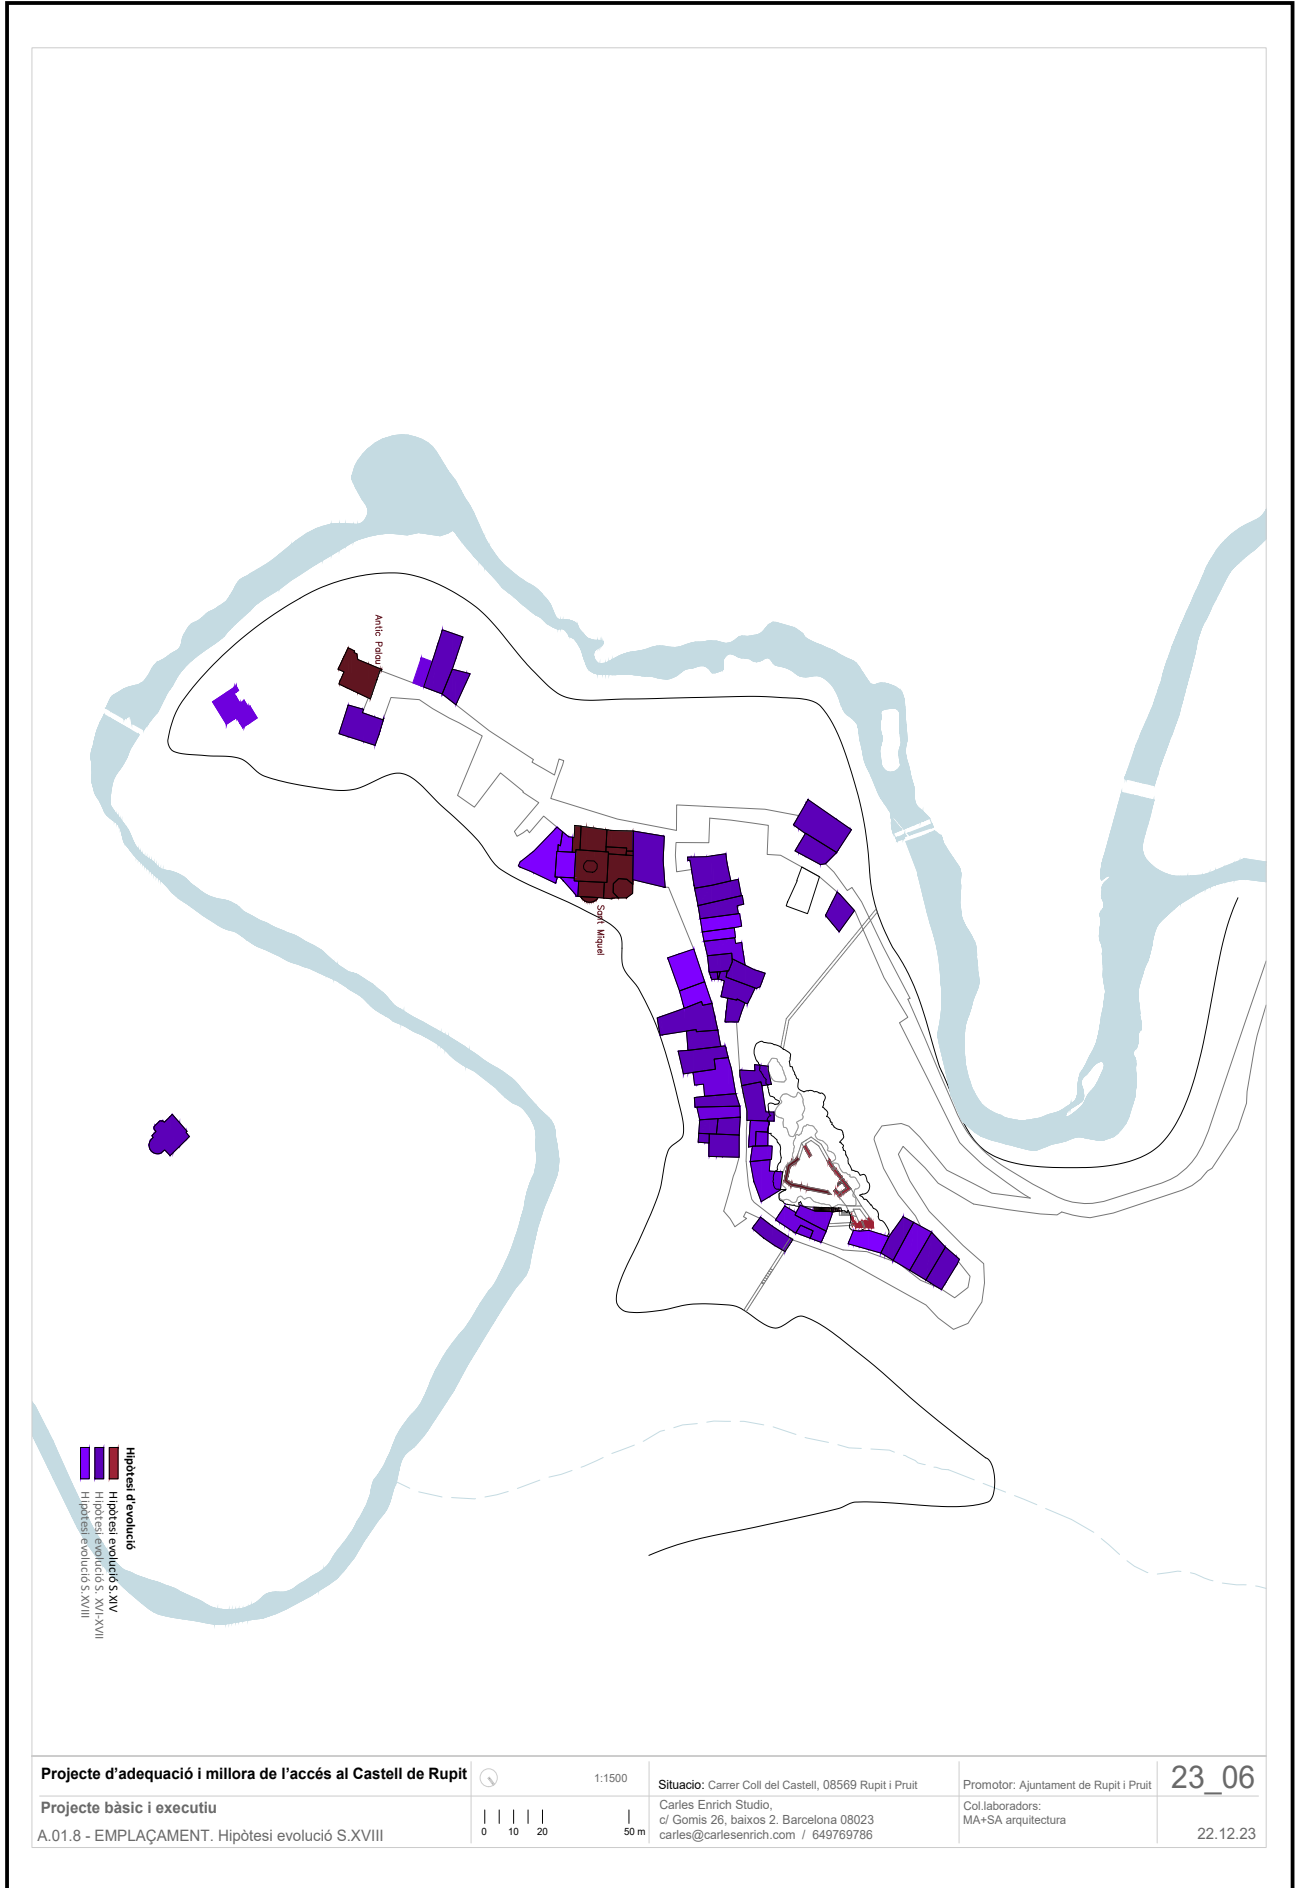 Antic Palau
Sant Miquel
Hipòtesi d'evolució
Hipòtesi evolució S.XIV
Hipòtesi evolució S. XVI-XVII
Hipòtesi evolució S.XVIII
Projecte d'adequació i millora de l'accés al Castell de Rupit
Projecte bàsic i executiu
A.01.8 - EMPLAÇAMENT. Hipòtesi evolució S.XVIII
1:1500
0 10 20 50 m
Situacio: Carrer Coll del Castell, 08569 Rupit i Pruit
Carles Enrich Studio,
c/ Gomis 26, baixos 2. Barcelona 08023
carles@carlesenrich.com / 649769786
Promotor: Ajuntament de Rupit i Pruit
Col.laboradors:
MA+SA arquitectura
23_06
22.12.23